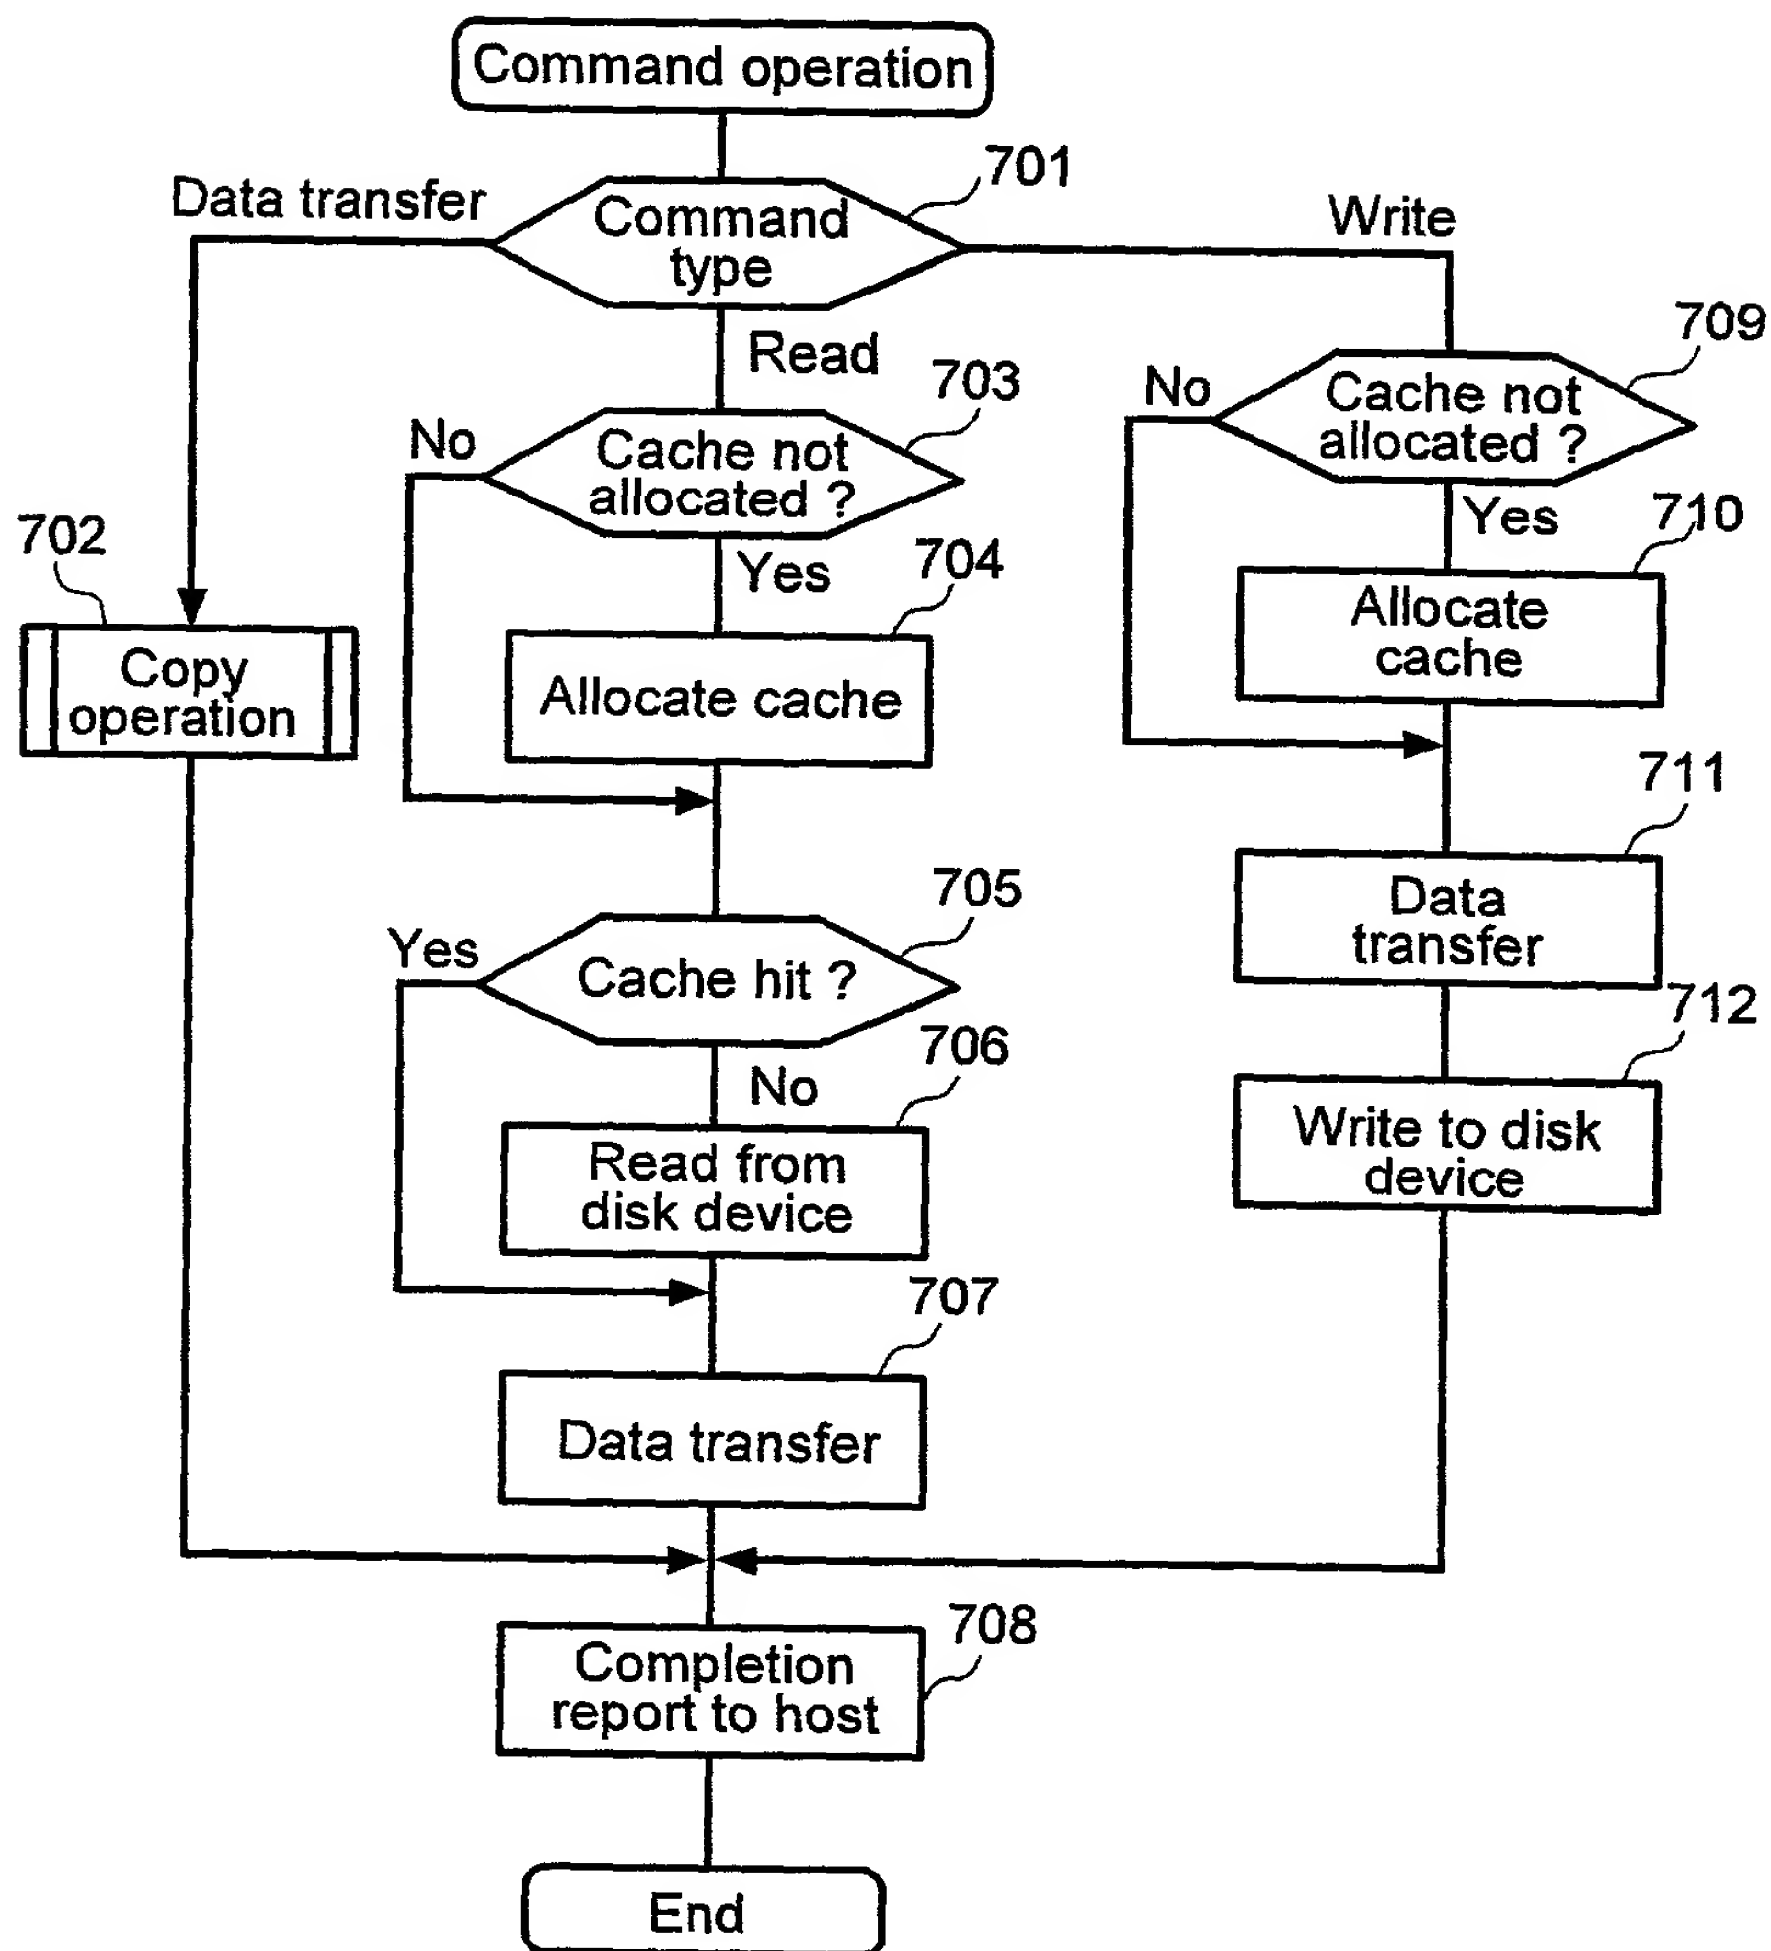 Command operation
701
Data transfer
Command
type
Write
Read
709
703
No
Cache not
allocated ?
No
Cache not
allocated ?
Yes
710
702
Yes
704
Allocate
cache
Copy
operation
Allocate cache
711
705
Data
transfer
Yes
Cache hit ?
712
706
No
Write to disk
device
Read from
disk device
707
Data transfer
708
Completion
report to host
End